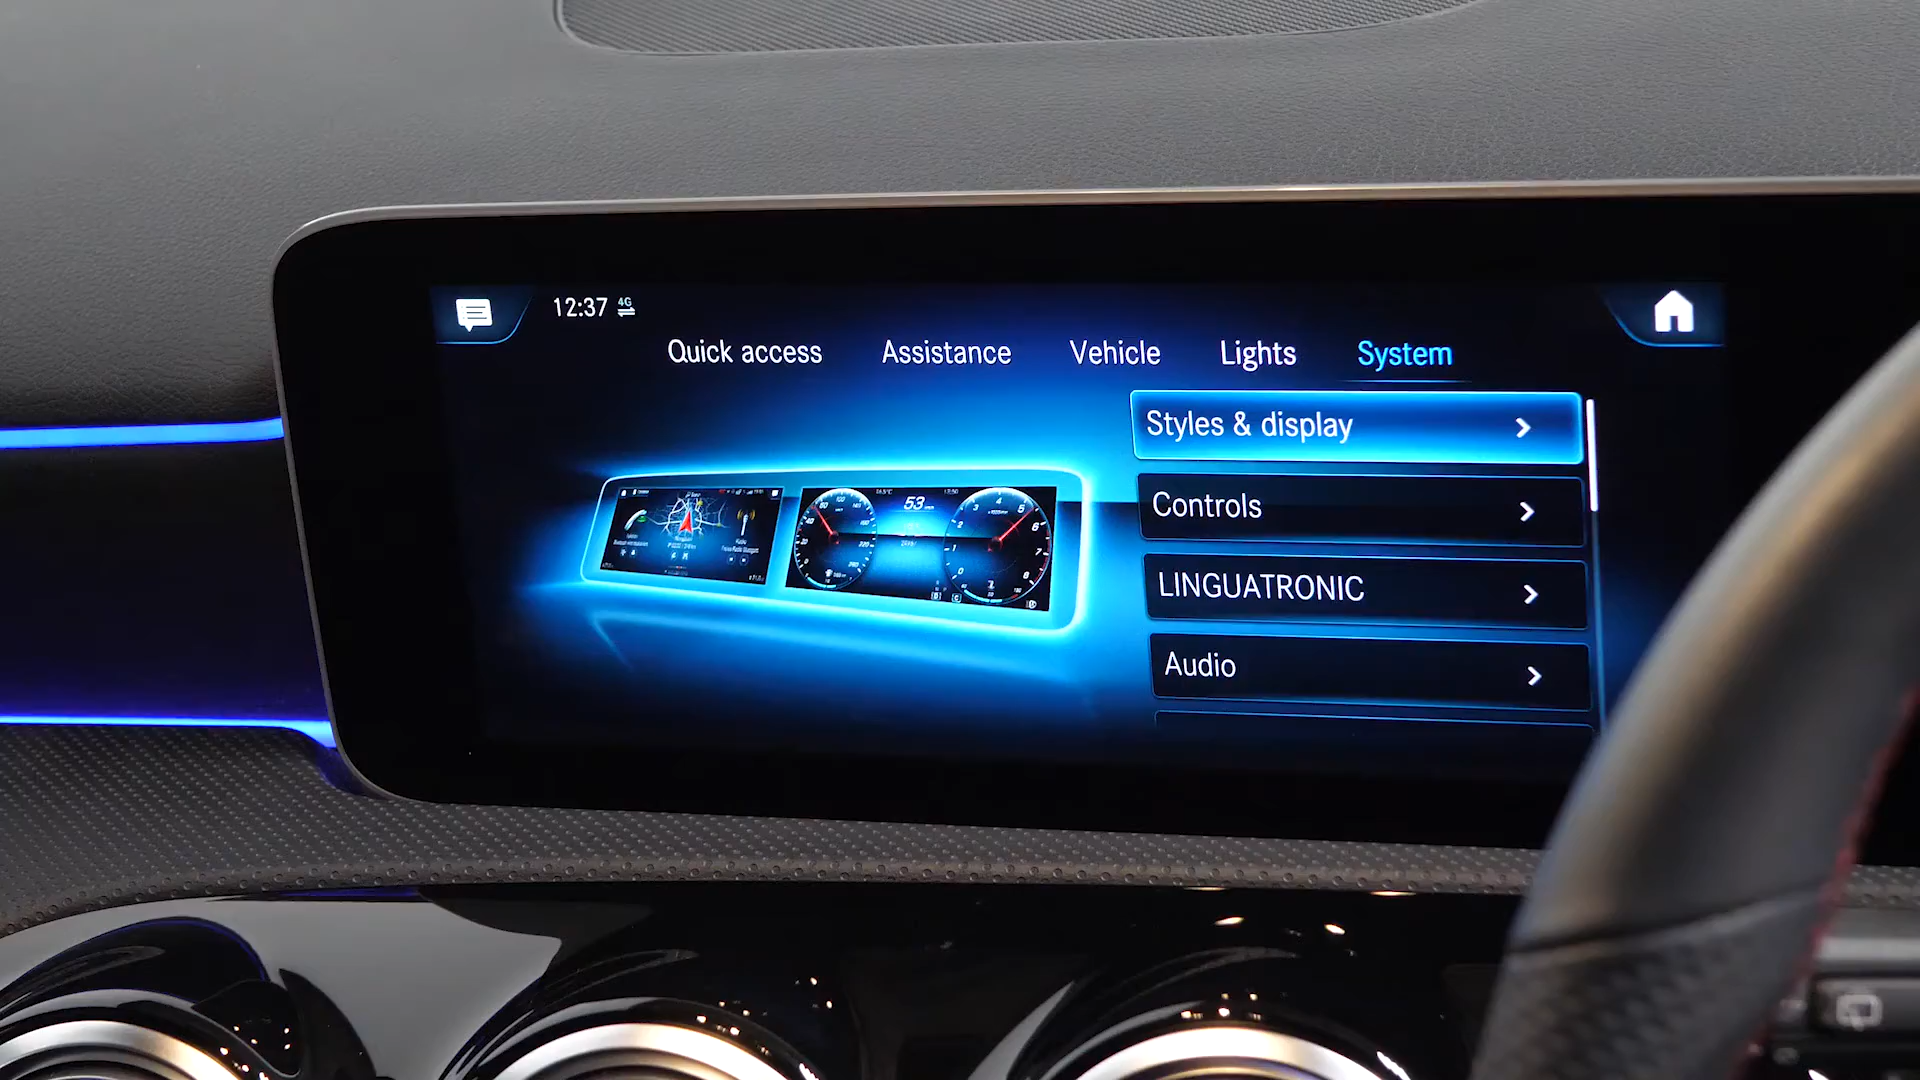 12:37 4G
Quick access Assistance Vehicle Lights System
Styles & display
Controls
LINGUATRONIC
Audio
53